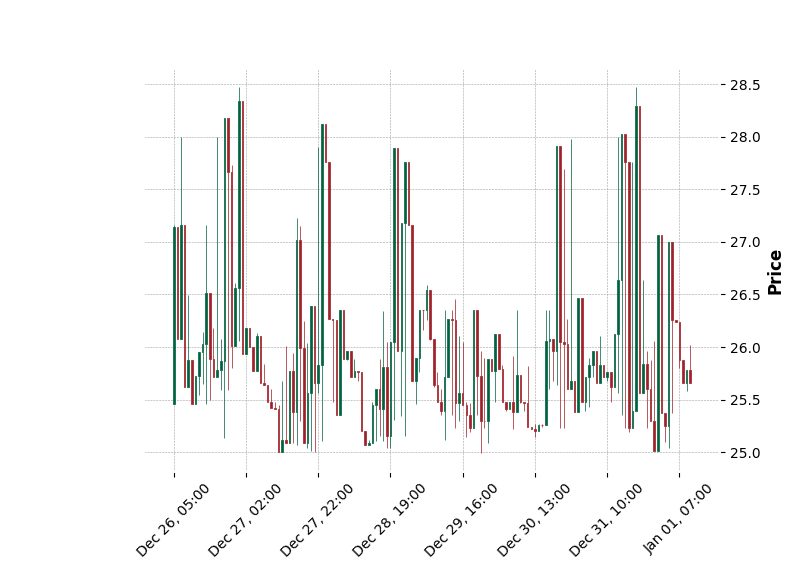 28.5
28.0
27.5
27.0
26.5
26.0
25.5
25.0
Price
Dec 26, 05:00
Dec 27, 02:00
Dec 27, 22:00
Dec 28, 19:00
Dec 29, 16:00
Dec 30, 13:00
Dec 31, 10:00
Jan 01, 07:00